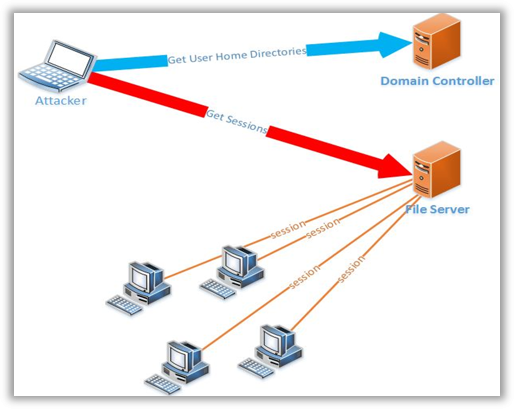 Get User Home Directories
Domain Controller
Attacker
Get Sessions
File Server
session
session
session
session